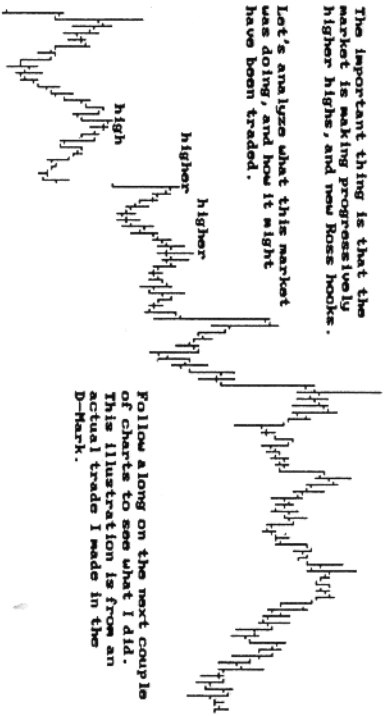 The important thing is that the
market is making progressively
higher highs, and new Ross hooks.
Let's analyze what this market
was doing, and how it might
have been traded.
high
higher
higher
Follow along on the next couple
of charts to see what I did.
This illustration is from an
actual trade I made in the
D-Mark.